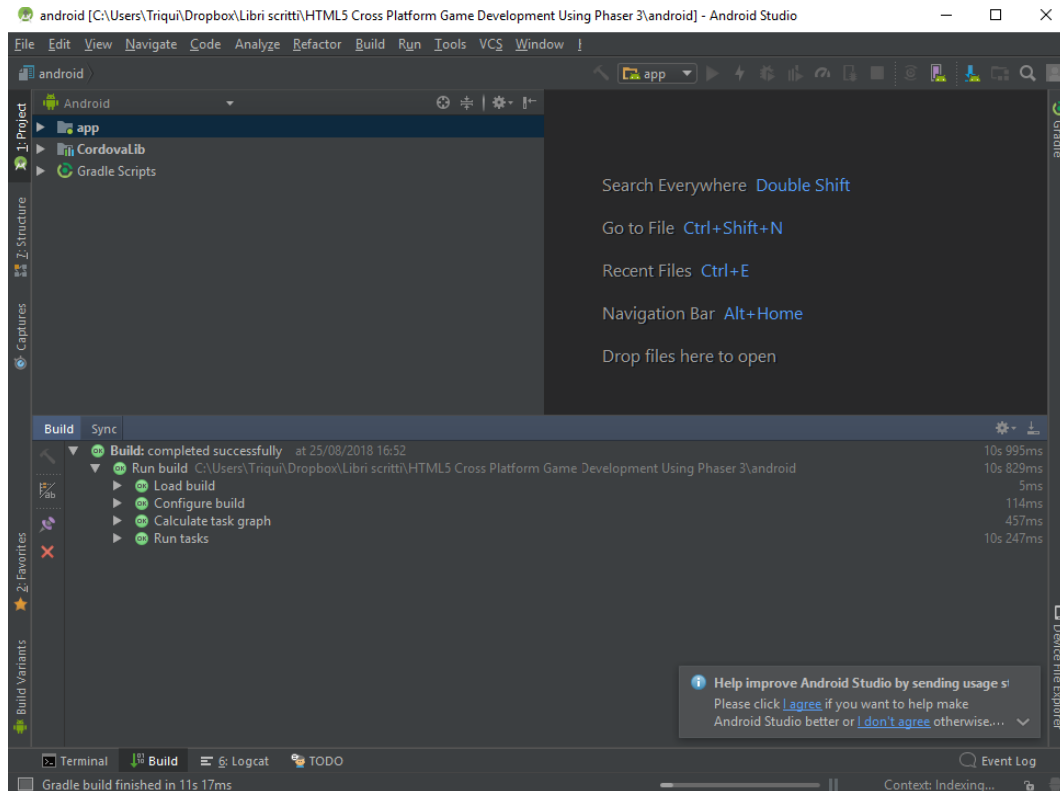 android [C:\Users\Triqui\Dropbox\Libri scritti\HTML5 Cross Platform Game Development Using Phaser 3\android] - Android Studio
File Edit View Navigate Code Analyze Refactor Build Run Tools VCS Window
android
app
Android
1: Project
app
CordovaLib
Gradle Scripts
Gradle
7: Structure
Captures
Search Everywhere Double Shift
Go to File Ctrl+Shift+N
Recent Files Ctrl+E
Navigation Bar Alt+Home
Drop files here to open
Build Sync
Build: completed successfully at 25/08/2018 16:52 10s 995ms
Run build C:\Users\Triqui\Dropbox\Libri scritti\HTML5 Cross Platform Game Development Using Phaser 3\android 10s 829ms
Load build 5ms
Configure build 114ms
Calculate task graph 457ms
Run tasks 10s 247ms
2: Favorites
Build Variants
Device File Explorer
Help improve Android Studio by sending usage
Please click I agree if you want to help make
Android Studio better or I don't agree otherwise....
Terminal Build 6: Logcat TODO Event Log
Gradle build finished in 11s 17ms Context: Indexing...